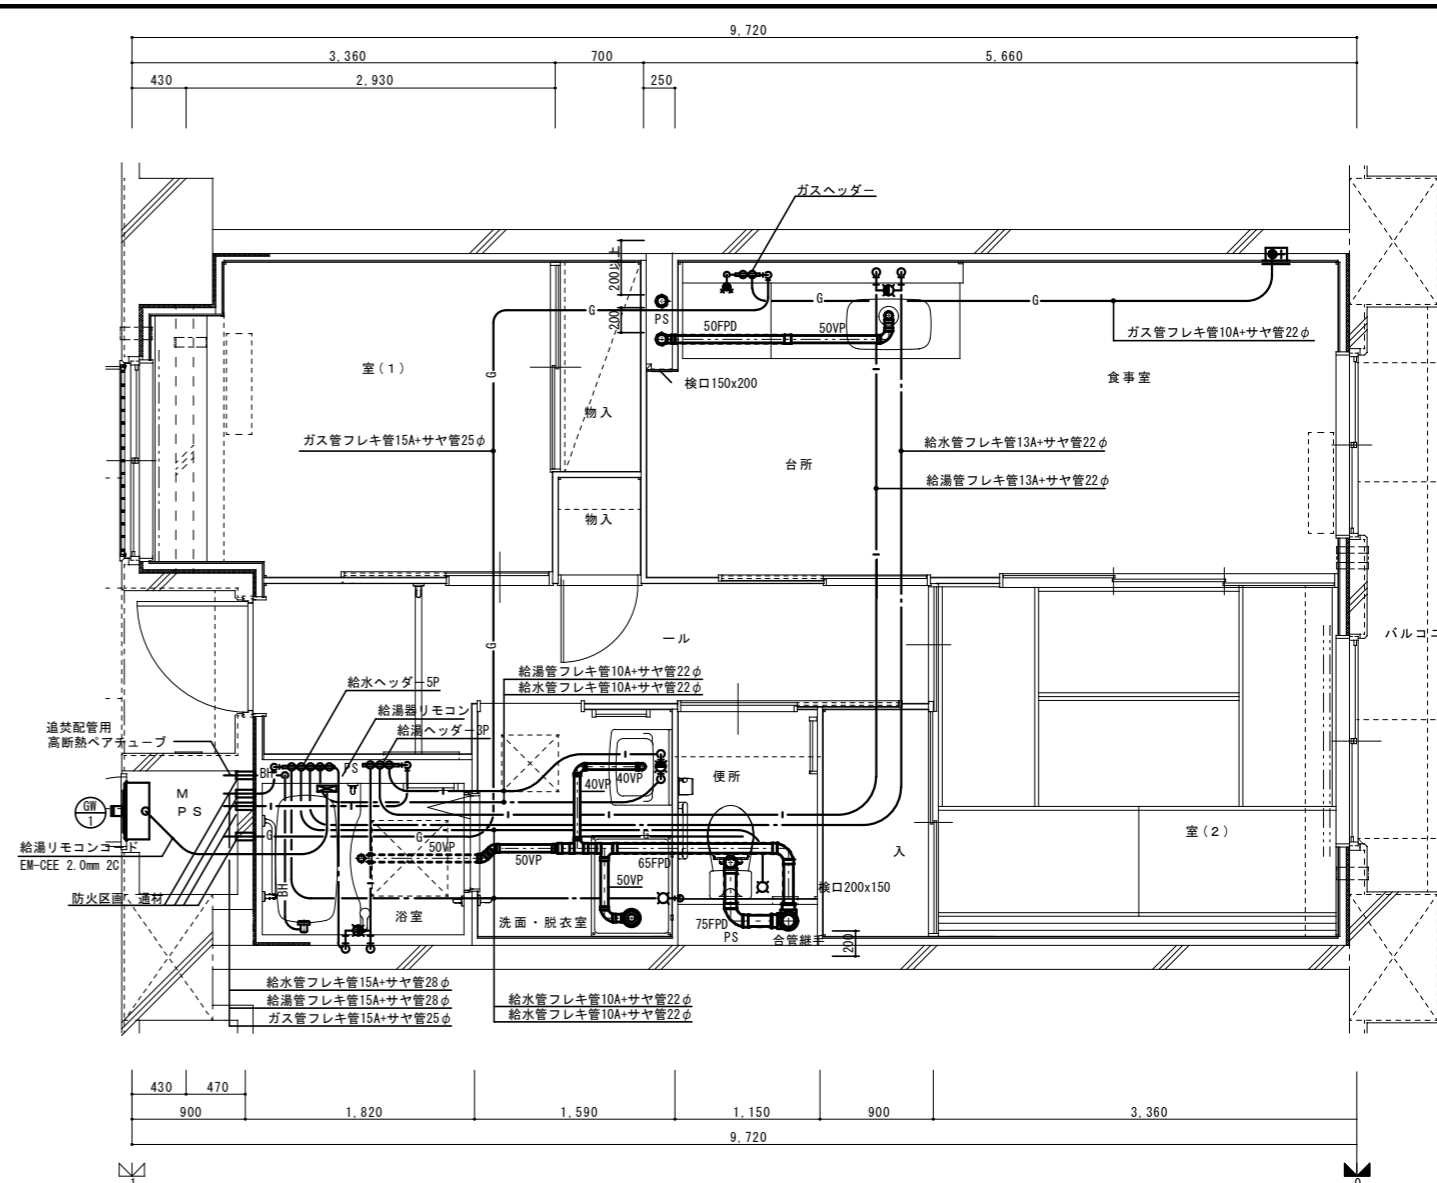 9,720
3,360
700
5,660
430
2,930
250
ガスヘッダー
200以上
200
PS
G
G
G
50FPD
50VP
ガス管フレキ管10A+サヤ管22φ
室(1)
G
検口150x200
食事室
物入
ガス管フレキ管15A+サヤ管25φ
給水管フレキ管13A+サヤ管22φ
台所
給湯管フレキ管13A+サヤ管22φ
物入
ール
バルコニ
G
給湯管フレキ管10A+サヤ管22φ
給水管フレキ管10A+サヤ管22φ
給水ヘッダー5P
給湯器リモコン
給湯ヘッダー3P
追焚配管用
高断熱ペアチューブ
BH
PS
40VP
40VP
便所
M
PS
GW
1
G
G
G
室(2)
給湯リモコンコード
EM-CEE 2.0mm 2C
50VP
50VP
65FPD
入
50VP
BH
検口200x150
防火区画 通材
浴室
洗面・脱衣室
75FPD
PS
合管継手
200
給水管フレキ管15A+サヤ管28φ
給湯管フレキ管15A+サヤ管28φ
ガス管フレキ管15A+サヤ管25φ
給水管フレキ管10A+サヤ管22φ
給水管フレキ管10A+サヤ管22φ
430
470
900
1,820
1,590
1,150
900
3,360
9,720